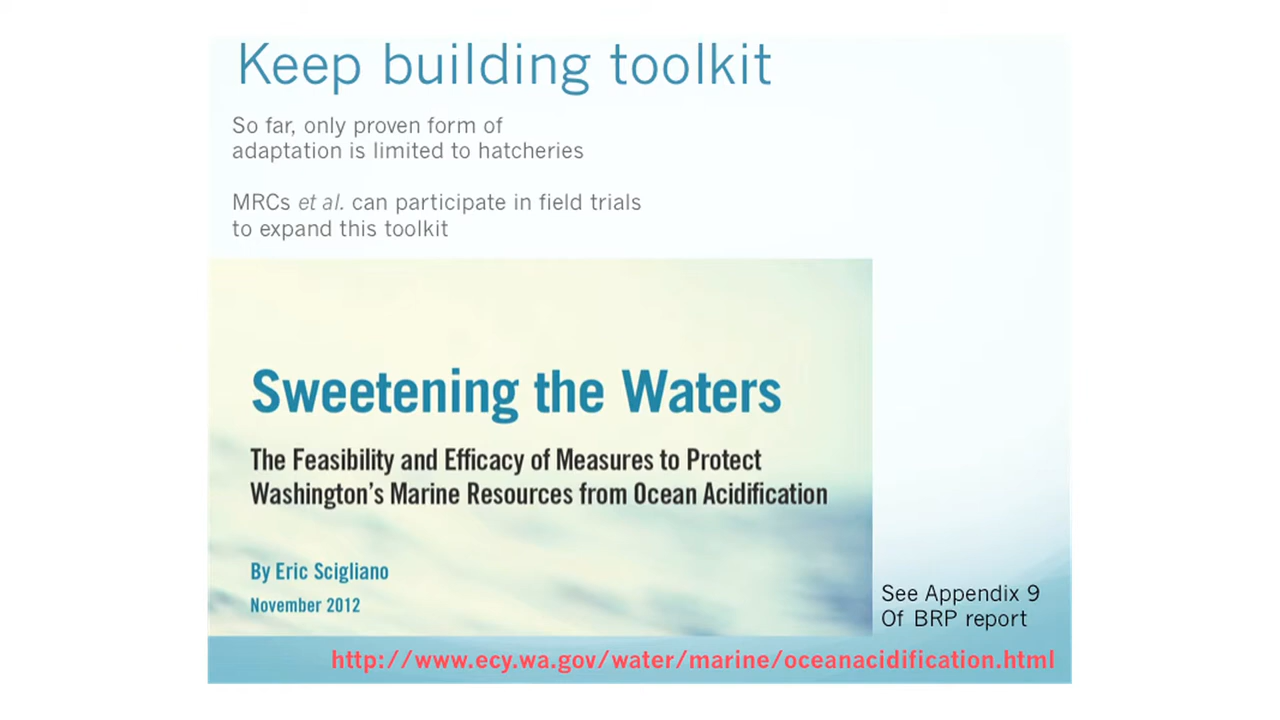 Keep building toolkit
So far, only proven form of
adaptation is limited to hatcheries
MRCs et al. can participate in field trials
to expand this toolkit
Sweetening the Waters
The Feasibility and Efficacy of Measures to Protect
Washington's Marine Resources from Ocean Acidification
By Eric Scigliano
November 2012
See Appendix 9
Of BRP report
http://www.ecy.wa.gov/water/marine/oceanacidification.html